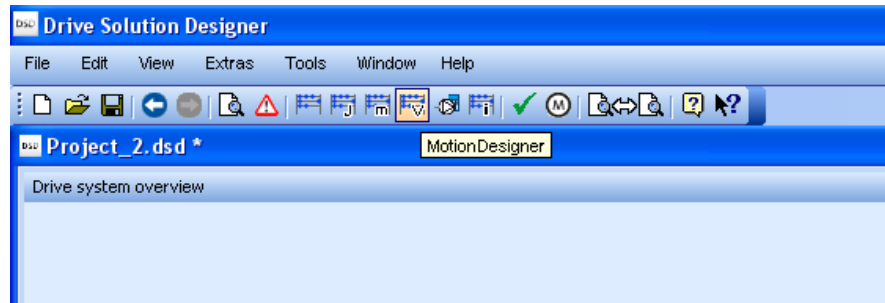 DSD Drive Solution Designer
File Edit View Extras Tools Window Help
J m v i M ? ?
DSD Project_2.dsd *
MotionDesigner
Drive system overview